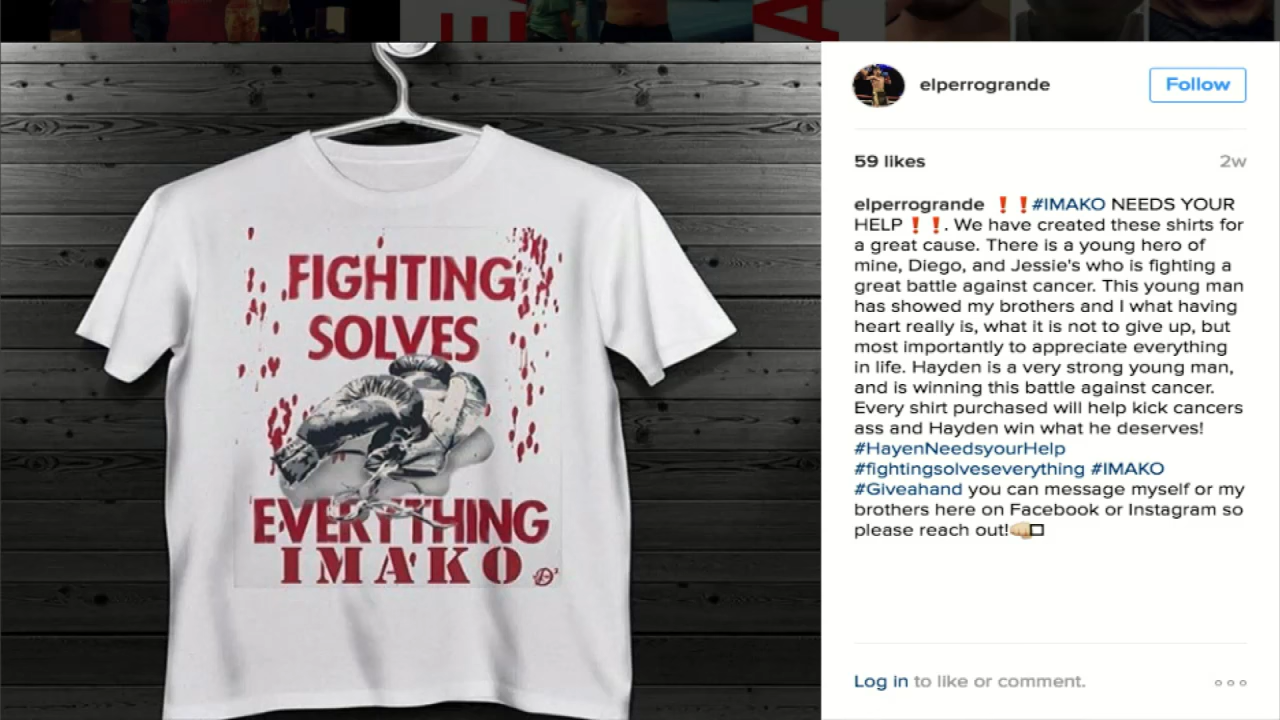 FIGHTING
SOLVES
EVERYTHING
IMAKO
elperrogrande
Follow
59 likes
2w
elperrogrande ❗❗#IMAKO NEEDS YOUR
HELP❗❗. We have created these shirts for
a great cause. There is a young hero of
mine, Diego, and Jessie's who is fighting a
great battle against cancer. This young man
has showed my brothers and I what having
heart really is, what it is not to give up, but
most importantly to appreciate everything
in life. Hayden is a very strong young man,
and is winning this battle against cancer.
Every shirt purchased will help kick cancers
ass and Hayden win what he deserves!
#HayenNeedsyourHelp
#fightingsolveseverything #IMAKO
#Giveahand you can message myself or my
brothers here on Facebook or Instagram so
please reach out!👊🏼
Log in to like or comment.